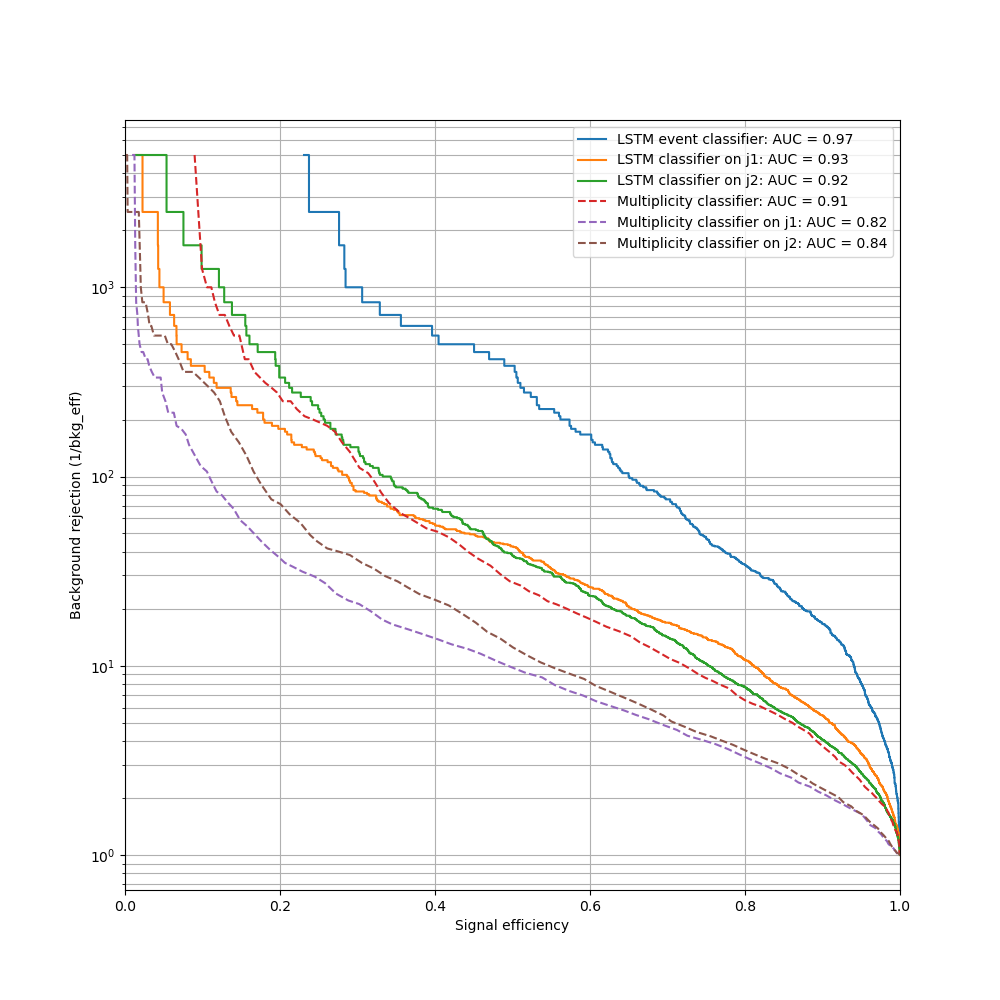 LSTM event classifier: AUC = 0.97
LSTM classifier on j1: AUC = 0.93
LSTM classifier on j2: AUC = 0.92
Multiplicity classifier: AUC = 0.91
Multiplicity classifier on j1: AUC = 0.82
Multiplicity classifier on j2: AUC = 0.84
Background rejection (1/bkg_eff)
10³
10²
10¹
10⁰
0.0 0.2 0.4 0.6 0.8 1.0
Signal efficiency